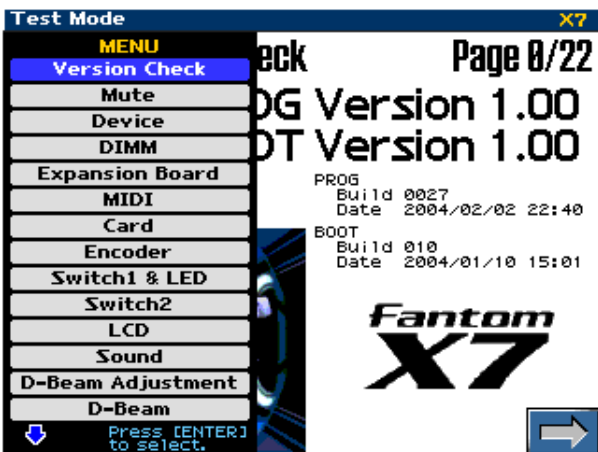 Test Mode
X7
MENU
Version Check
Mute
Device
DIMM
Expansion Board
MIDI
Card
Encoder
Switch1 & LED
Switch2
LCD
Sound
D-Beam Adjustment
D-Beam
Press [ENTER]
to select.
eck
Page 0/22
OG Version 1.00
OT Version 1.00
PROG
Build 0027
Date 2004/02/02 22:40
BOOT
Build 010
Date 2004/01/10 15:01
Fantom
X7